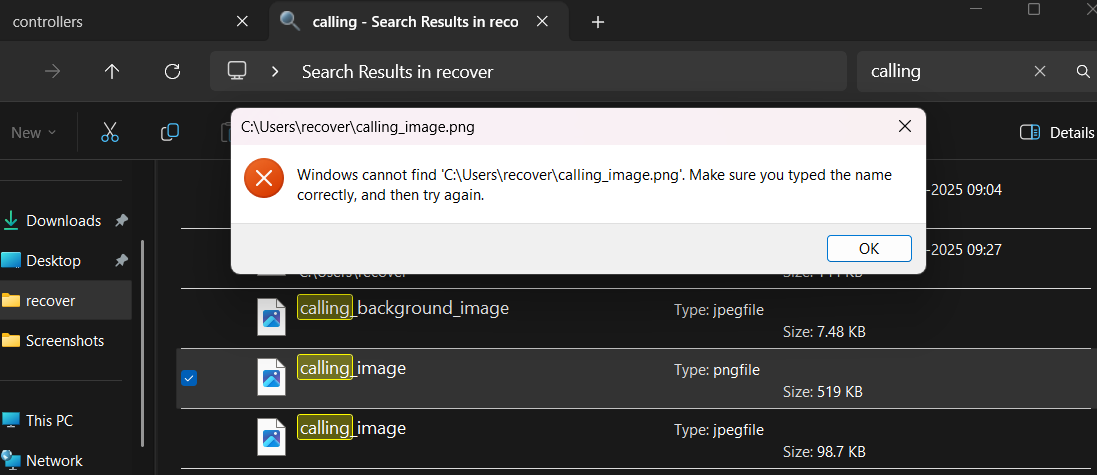 controllers
calling - Search Results in reco
Search Results in recover
calling
New
Details
C:\Users\recover\calling_image.png
Windows cannot find 'C:\Users\recover\calling_image.png'. Make sure you typed the name
correctly, and then try again.
OK
-2025 09:04
-2025 09:27
Downloads
Desktop
recover
Screenshots
This PC
Network
C:\Users\recover
calling_background_image
Type: jpegfile
Size: 7.48 KB
calling_image
Type: pngfile
Size: 519 KB
calling_image
Type: jpegfile
Size: 98.7 KB